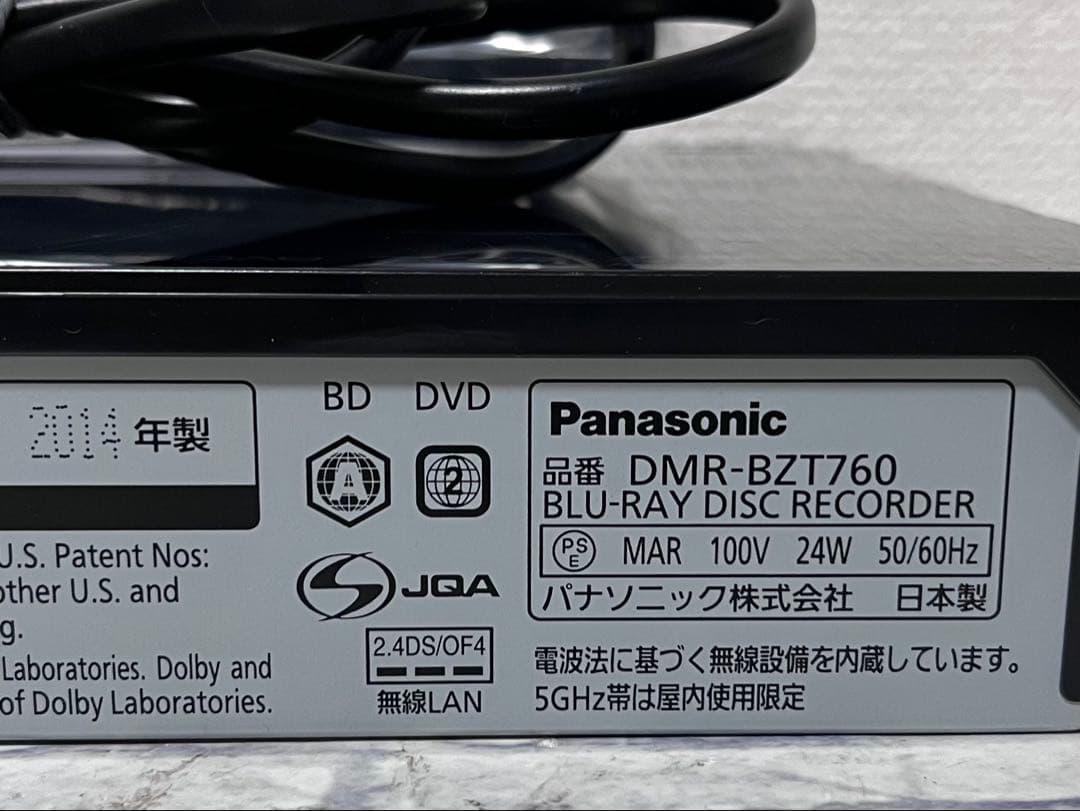 2014 年製
U.S. Patent Nos:
other U.S. and
g.
Laboratories. Dolby and
of Dolby Laboratories.
BD DVD
A 2
S JQA
2.4DS/OF4
無線LAN
Panasonic
品番 DMR-BZT760
BLU-RAY DISC RECORDER
PSE MAR 100V 24W 50/60Hz
パナソニック株式会社 日本製
電波法に基づく無線設備を内蔵しています。
5GHz帯は屋内使用限定